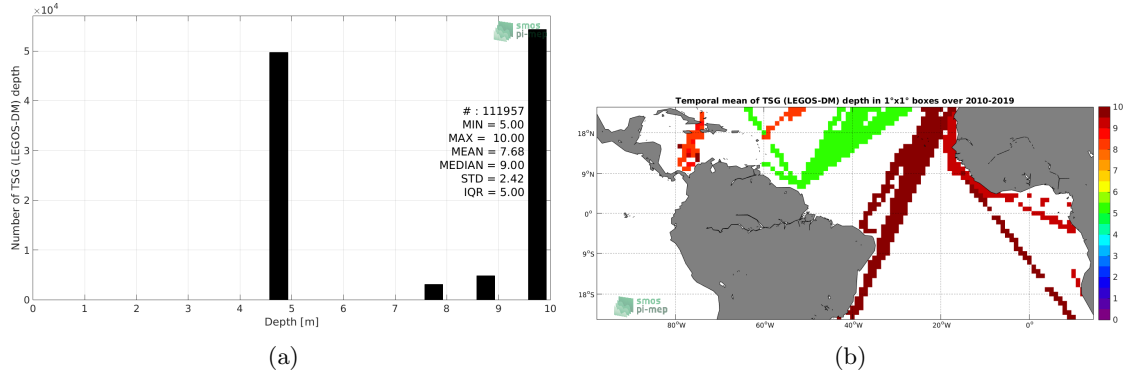 ×10⁴
5
4
3
2
1
0
Number of TSG (LEGOS-DM) depth
smos
pi-mep
# : 111957
MIN = 5.00
MAX = 10.00
MEAN = 7.68
MEDIAN = 9.00
STD = 2.42
IQR = 5.00
0 1 2 3 4 5 6 7 8 9 10
Depth [m]
(a)
Temporal mean of TSG (LEGOS-DM) depth in 1°x1° boxes over 2010-2019
18°N
9°N
0°
9°S
18°S
80°W 60°W 40°W 20°W 0°
smos
pi-mep
10
9
8
7
6
5
4
3
2
1
0
(b)